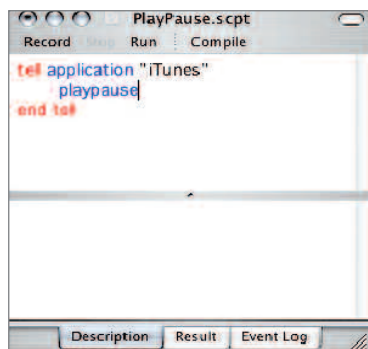 PlayPause.scpt
Record Stop Run Compile
tell application "iTunes"
playpause
end tell
Description Result Event Log